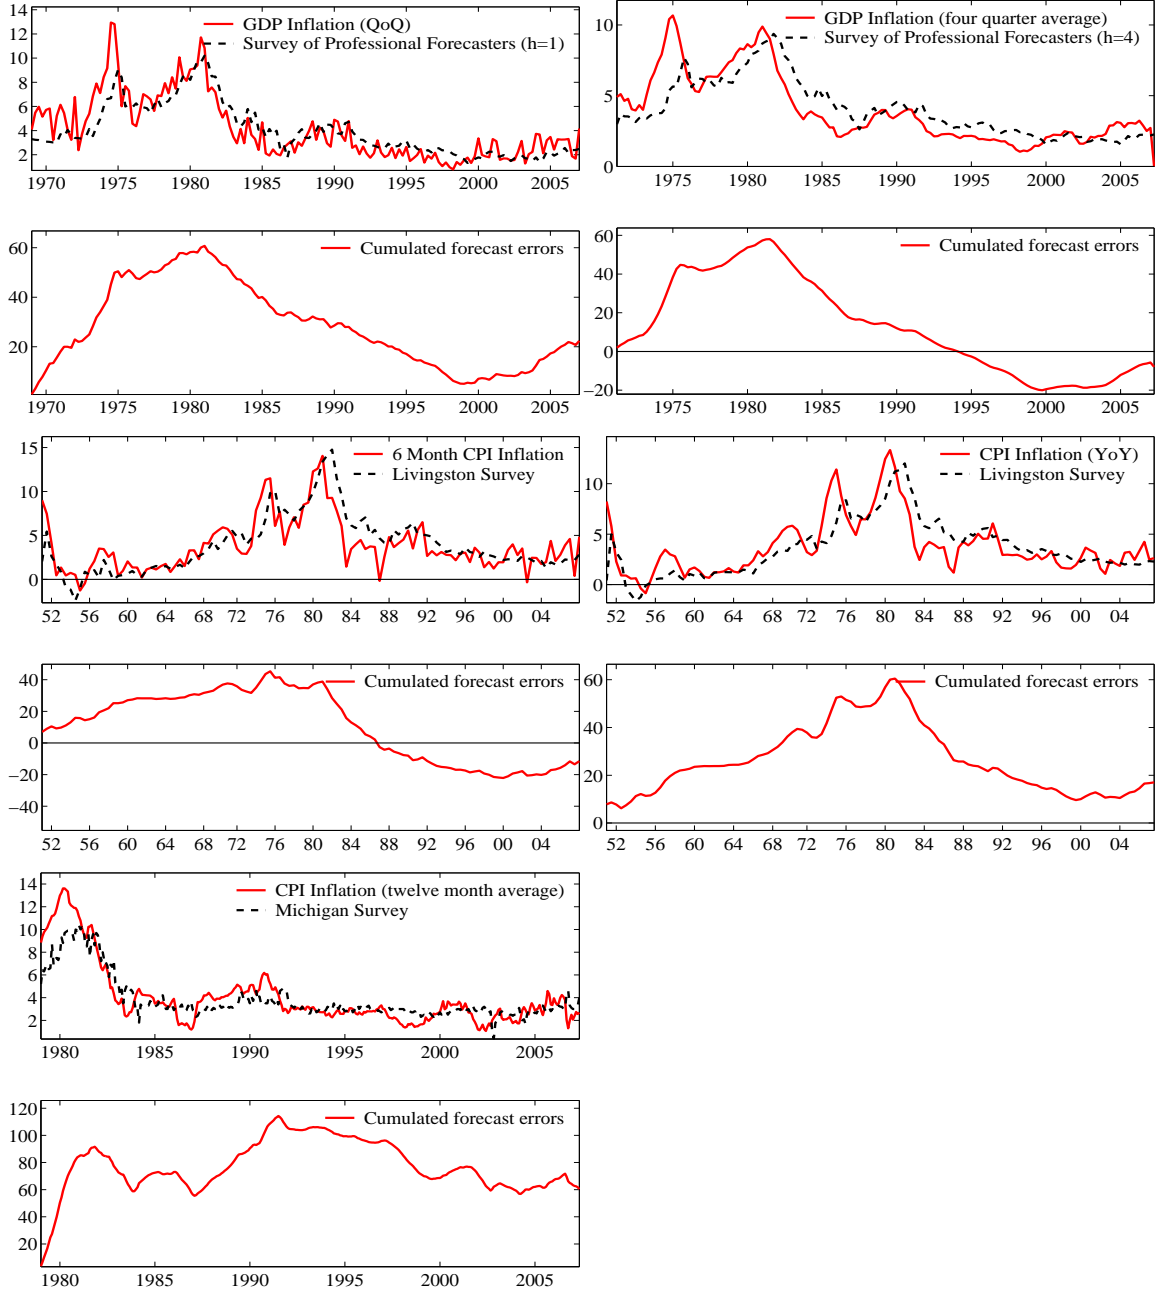 14
12
10
8
6
4
2
GDP Inflation (QoQ)
Survey of Professional Forecasters (h=1)
1970 1975 1980 1985 1990 1995 2000 2005
10
5
0
GDP Inflation (four quarter average)
Survey of Professional Forecasters (h=4)
1975 1980 1985 1990 1995 2000 2005
60
40
20
Cumulated forecast errors
1970 1975 1980 1985 1990 1995 2000 2005
60
40
20
0
−20
Cumulated forecast errors
1975 1980 1985 1990 1995 2000 2005
15
10
5
0
6 Month CPI Inflation
Livingston Survey
52 56 60 64 68 72 76 80 84 88 92 96 00 04
10
5
0
CPI Inflation (YoY)
Livingston Survey
52 56 60 64 68 72 76 80 84 88 92 96 00 04
40
20
0
−20
−40
Cumulated forecast errors
52 56 60 64 68 72 76 80 84 88 92 96 00 04
60
40
20
0
Cumulated forecast errors
52 56 60 64 68 72 76 80 84 88 92 96 00 04
14
12
10
8
6
4
2
CPI Inflation (twelve month average)
Michigan Survey
1980 1985 1990 1995 2000 2005
120
100
80
60
40
20
Cumulated forecast errors
1980 1985 1990 1995 2000 2005